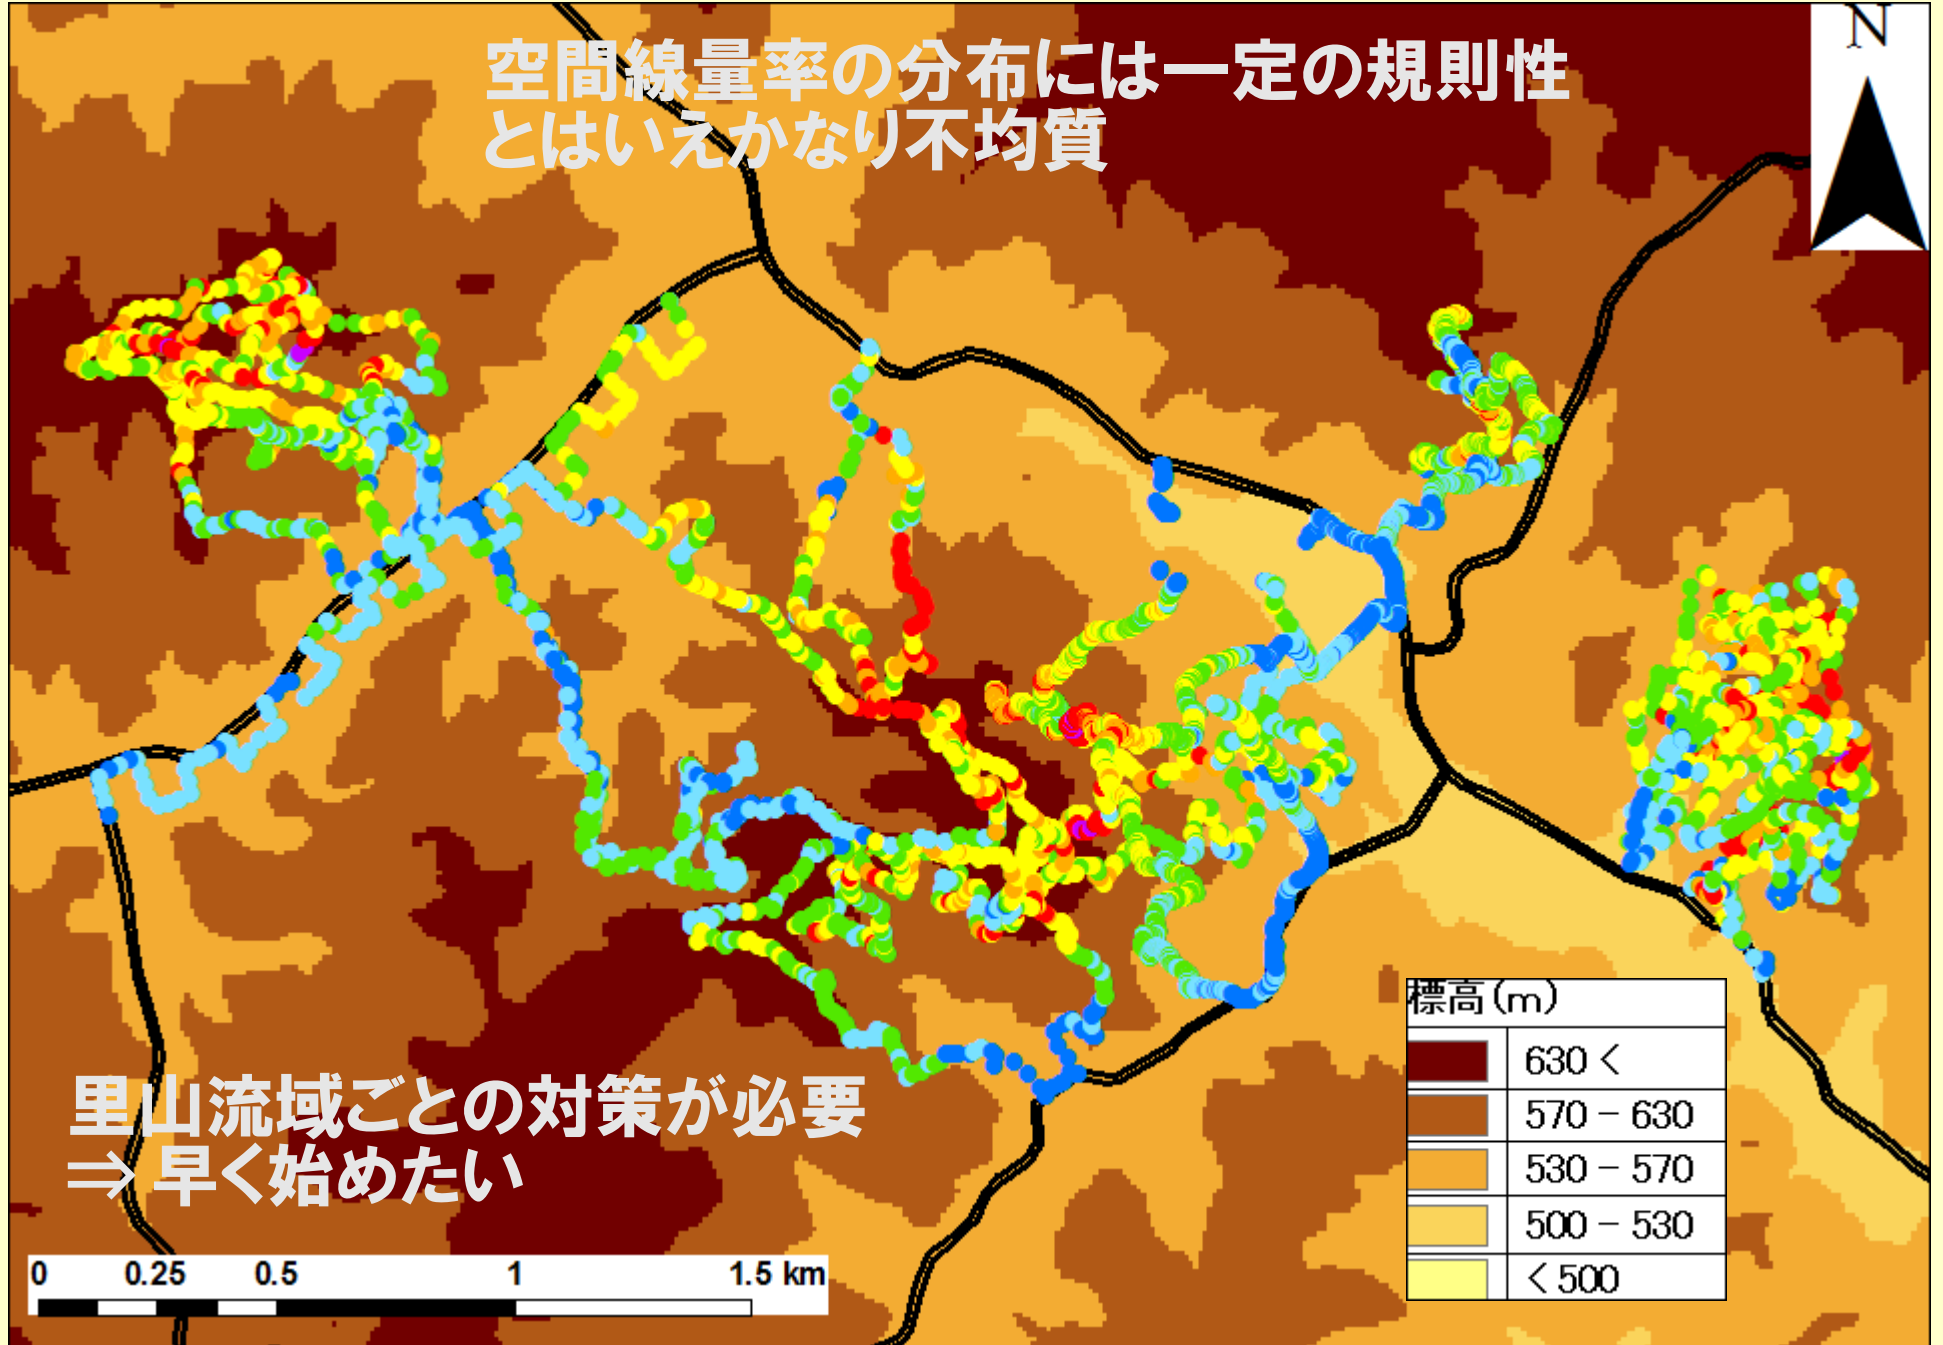 空間線量率の分布には一定の規則性
とはいえかなり不均質
N
標高(m)
630 <
570 - 630
530 - 570
500 - 530
< 500
里山流域ごとの対策が必要
⇒ 早く始めたい
0 0.25 0.5 1 1.5 km